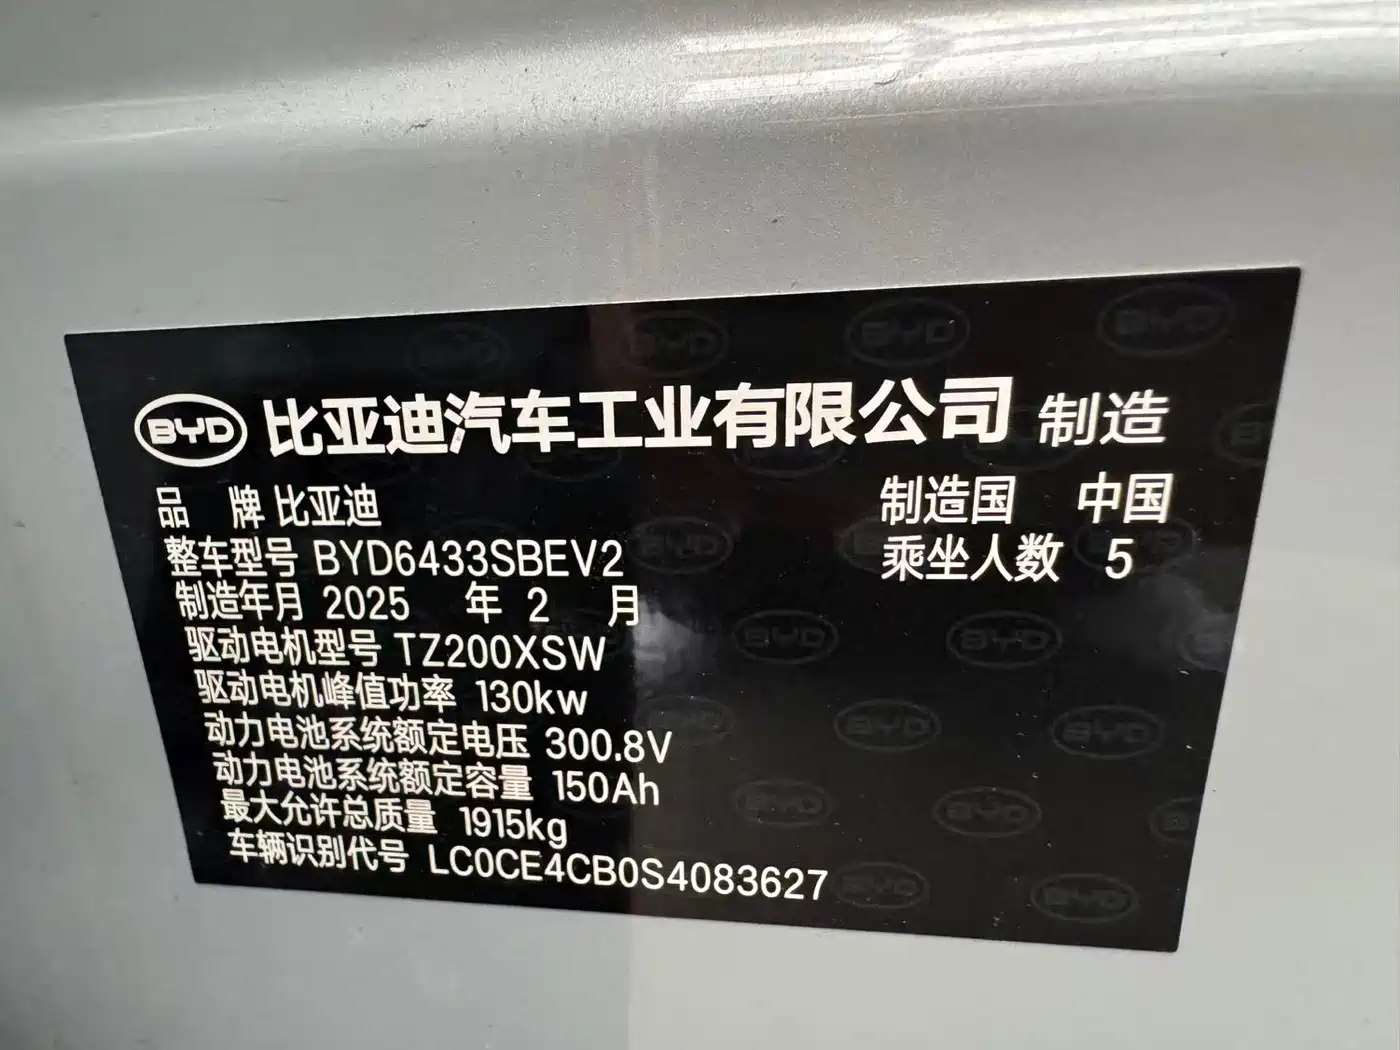 BYD 比亚迪汽车工业有限公司 制造
品 牌 比亚迪 制造国 中国
整车型号 BYD6433SBEV2 乘坐人数 5
制造年月 2025 年 2 月
驱动电机型号 TZ200XSW
驱动电机峰值功率 130kw
动力电池系统额定电压 300.8V
动力电池系统额定容量 150Ah
最大允许总质量 1915kg
车辆识别代号 LC0CE4CB0S4083627